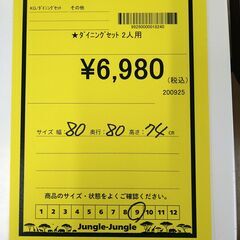 KG/ダイニングセット　その他
99280000018240
★ダイニングセット 2人用
¥6,980
(税込)
200925
サイズ 幅:80 奥行:80 高さ:74cm
商品のサイズ・状態をよくご確認ください。
1 2 3 4 5 6 7 8 9 10 11 12
Jungle-Jungle